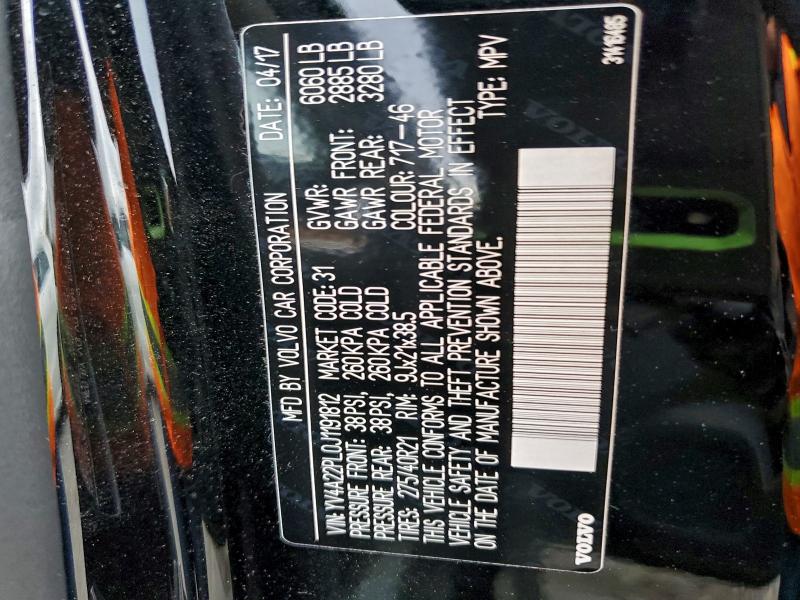 MFD BY VOLVO CAR CORPORATION DATE: 04/17
VIN: YV4A22PL0J1191812 MARKET CODE: 31 GVWR: 6060 LB
PRESSURE FRONT: 38PSI, 260KPA COLD GAWR FRONT: 2885 LB
PRESSURE REAR: 38PSI, 260KPA COLD GAWR REAR: 3280 LB
TIRES: 275/40R21 RIM: 9Jx21x38.5 COLOUR: 717-46
THIS VEHICLE CONFORMS TO ALL APPLICABLE FEDERAL MOTOR
VEHICLE SAFETY AND THEFT PREVENTION STANDARDS IN EFFECT
ON THE DATE OF MANUFACTURE SHOWN ABOVE. TYPE: MPV
VOLVO 31418485